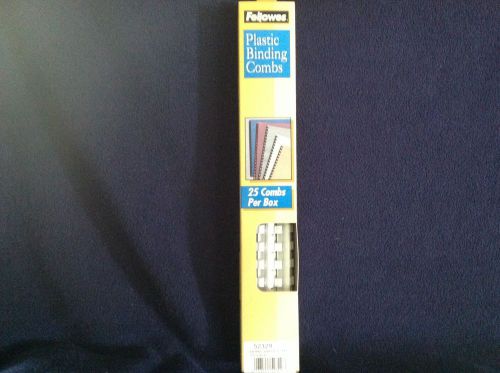 Fellowes
Plastic
Binding
Combs
25 Combs
Per Box